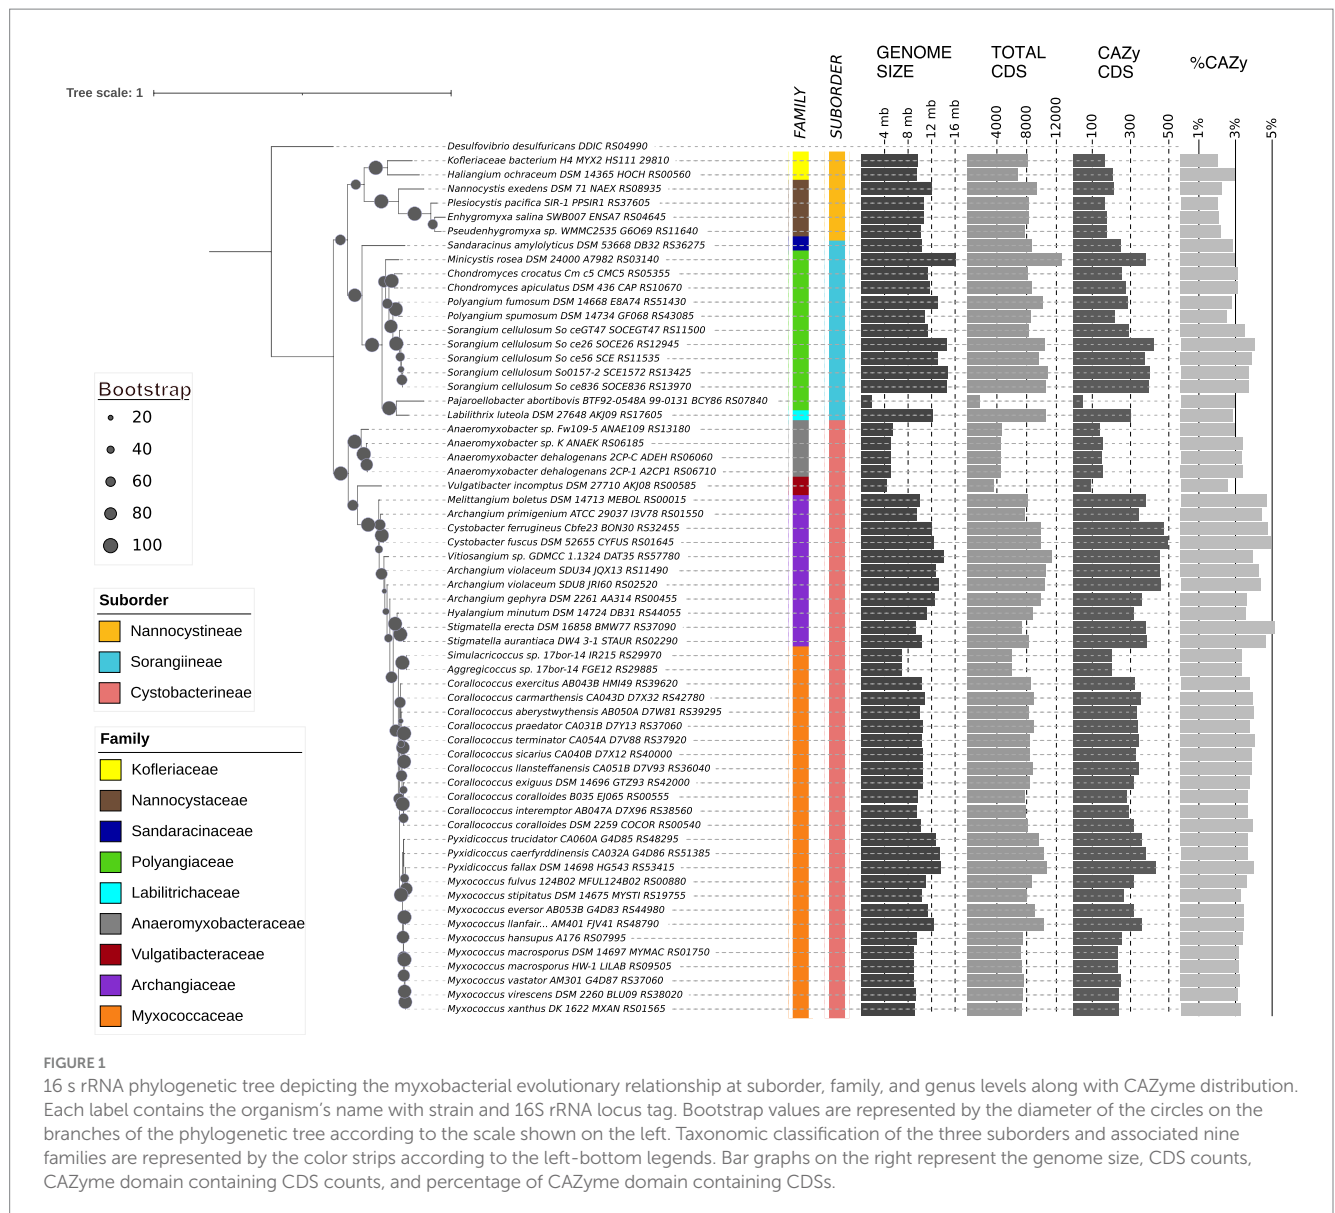 GENOME SIZE
TOTAL CDS
CAZy CDS
%CAZy
FAMILY
SUBORDER
4 mb
8 mb
12 mb
16 mb
4000
8000
12000
100
300
500
1%
3%
5%
Tree scale: 1
Desulfovibrio desulfuricans DDIC RS04990
Kofleriaceae bacterium H4 MYX2 HS111 29810
Haliangium ochraceum DSM 14365 HOCH RS00560
Nannocystis exedens DSM 71 NAEX RS08935
Plesiocystis pacifica SIR-1 PPSIR1 RS37605
Enhygromyxa salina SWB007 ENSA7 RS04645
Pseudenhygromyxa sp. WMMC2535 G6O69 RS11640
Sandaracinus amylolyticus DSM 53668 DB32 RS36275
Minicystis rosea DSM 24000 A7982 RS03140
Chondromyces crocatus Cm c5 CMC5 RS05355
Chondromyces apiculatus DSM 436 CAP RS10670
Polyangium fumosum DSM 14668 E8A74 RS51430
Polyangium spumosum DSM 14734 GF068 RS43085
Sorangium cellulosum So ceGT47 SOCEGT47 RS11500
Sorangium cellulosum So ce26 SOCE26 RS12945
Sorangium cellulosum So ce56 SCE RS11535
Sorangium cellulosum So0157-2 SCE1572 RS13425
Sorangium cellulosum So ce836 SOCE836 RS13970
Pajaroellobacter abortibovis BTF92-0548A 99-0131 BCY86 RS07840
Labilithrix luteola DSM 27648 AKJ09 RS17605
Anaeromyxobacter sp. Fw109-5 ANAE109 RS13180
Anaeromyxobacter sp. K ANAEK RS06185
Anaeromyxobacter dehalogenans 2CP-C ADEH RS06060
Anaeromyxobacter dehalogenans 2CP-1 A2CP1 RS06710
Vulgatibacter incomptus DSM 27710 AKJ08 RS00585
Melittangium boletus DSM 14713 MEBOL RS00015
Archangium primigenium ATCC 29037 I3V78 RS01550
Cystobacter ferrugineus Cbfe23 BON30 RS32455
Cystobacter fuscus DSM 52655 CYFUS RS01645
Vitiosangium sp. GDMCC 1.1324 DAT35 RS57780
Archangium violaceum SDU34 JQX13 RS11490
Archangium violaceum SDU8 JRI60 RS02520
Archangium gephyra DSM 2261 AA314 RS00455
Hyalangium minutum DSM 14724 DB31 RS44055
Stigmatella erecta DSM 16858 BMW77 RS37090
Stigmatella aurantiaca DW4 3-1 STAUR RS02290
Simulacricoccus sp. 17bor-14 IR215 RS29970
Aggregicoccus sp. 17bor-14 FGE12 RS29885
Corallococcus exercitus AB043B HMI49 RS39620
Corallococcus carmarthensis CA043D D7X32 RS42780
Corallococcus aberystwythensis AB050A D7W81 RS39295
Corallococcus praedator CA031B D7Y13 RS37060
Corallococcus terminator CA054A D7V88 RS37920
Corallococcus sicarius CA040B D7X12 RS40000
Corallococcus llansteffanensis CA051B D7V93 RS36040
Corallococcus exiguus DSM 14696 GTZ93 RS42000
Corallococcus coralloides B035 EJ065 RS00555
Corallococcus interemptor AB047A D7X96 RS38560
Corallococcus coralloides DSM 2259 COCOR RS00540
Pyxidicoccus trucidator CA060A G4D85 RS48295
Pyxidicoccus caerfyrddinensis CA032A G4D86 RS51385
Pyxidicoccus fallax DSM 14698 HG543 RS53415
Myxococcus fulvus 124B02 MFUL124B02 RS00880
Myxococcus stipitatus DSM 14675 MYSTI RS19755
Myxococcus eversor AB053B G4D83 RS44980
Myxococcus llanfair... AM401 FJV41 RS48790
Myxococcus hansupus A176 RS07995
Myxococcus macrosporus DSM 14697 MYMAC RS01750
Myxococcus macrosporus HW-1 LILAB RS09505
Myxococcus vastator AM301 G4D87 RS37060
Myxococcus virescens DSM 2260 BLU09 RS38020
Myxococcus xanthus DK 1622 MXAN RS01565
Bootstrap
20
40
60
80
100
Suborder
Nannocystineae
Sorangiineae
Cystobacterineae
Family
Kofleriaceae
Nannocystaceae
Sandaracinaceae
Polyangiaceae
Labilitrichaceae
Anaeromyxobacteraceae
Vulgatibacteraceae
Archangiaceae
Myxococcaceae
FIGURE 1
16 s rRNA phylogenetic tree depicting the myxobacterial evolutionary relationship at suborder, family, and genus levels along with CAZyme distribution.
Each label contains the organism's name with strain and 16S rRNA locus tag. Bootstrap values are represented by the diameter of the circles on the
branches of the phylogenetic tree according to the scale shown on the left. Taxonomic classification of the three suborders and associated nine
families are represented by the color strips according to the left-bottom legends. Bar graphs on the right represent the genome size, CDS counts,
CAZyme domain containing CDS counts, and percentage of CAZyme domain containing CDSs.